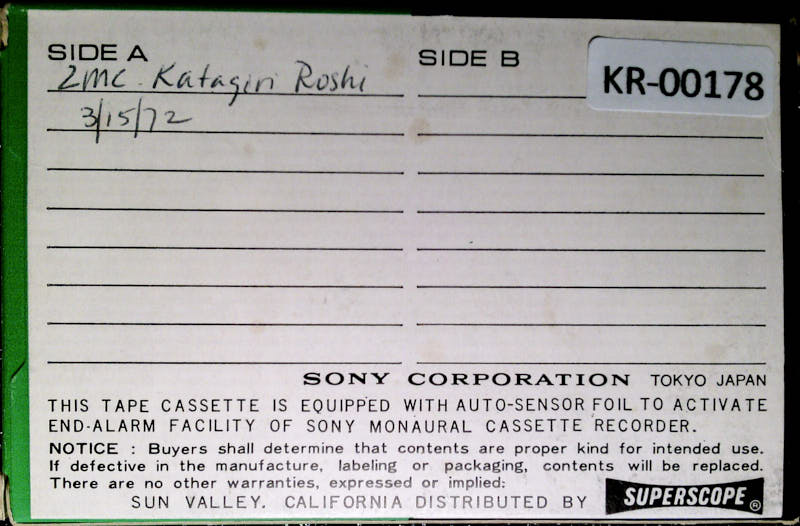 SIDE A
ZMC Katagiri Roshi
3/15/72
SIDE B
KR-00178
SONY CORPORATION TOKYO JAPAN
THIS TAPE CASSETTE IS EQUIPPED WITH AUTO-SENSOR FOIL TO ACTIVATE
END-ALARM FACILITY OF SONY MONAURAL CASSETTE RECORDER.
NOTICE : Buyers shall determine that contents are proper kind for intended use.
If defective in the manufacture, labeling or packaging, contents will be replaced.
There are no other warranties, expressed or implied:
SUN VALLEY. CALIFORNIA DISTRIBUTED BY SUPERSCOPE®